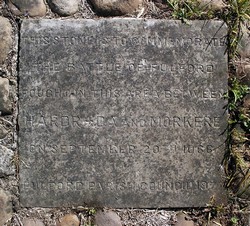 THIS STONE IS TO COMMEMORATE
THE BATTLE OF FULFORD
FOUGHT IN THIS AREA BETWEEN
HARDRADA AND MORKERE
ON SEPTEMBER 20TH 1066
FULFORD PARISH COUNCIL